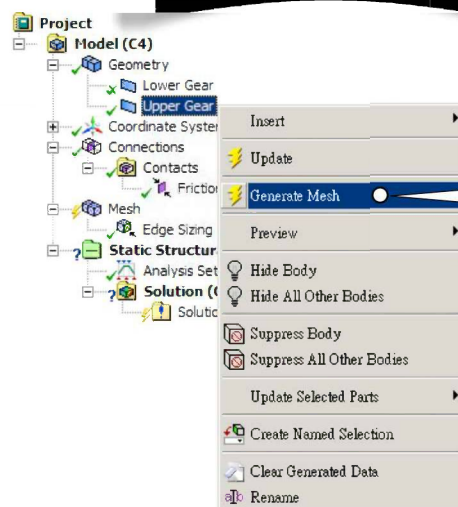 Project
Model (C4)
Geometry
Lower Gear
Upper Gear
Coordinate Syster
Connections
Contacts
Friction
Mesh
Edge Sizing
Static Structur
Analysis Set
Solution (
Solutic
Insert
Update
Generate Mesh
Preview
Hide Body
Hide All Other Bodies
Suppress Body
Suppress All Other Bodies
Update Selected Parts
Create Named Selection
Clear Generated Data
Rename